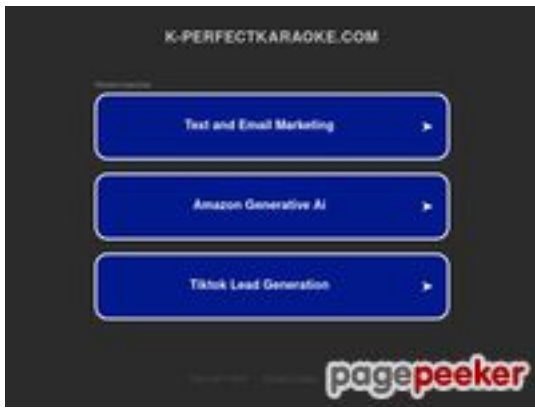 K-PERFECTKARAOKE.COM
Text and Email Marketing
Amazon Generative Ai
Tiktok Lead Generation
pagepeeker